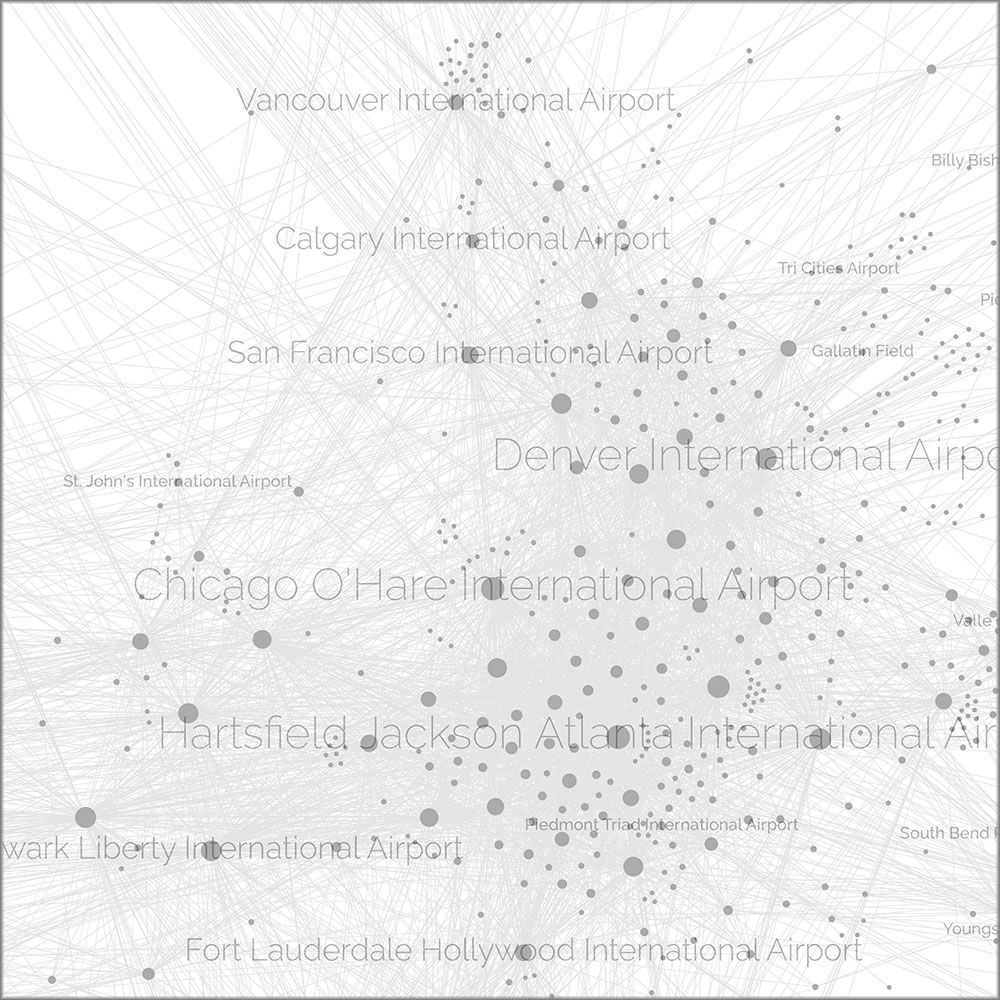 Vancouver International Airport
Billy Bish
Calgary International Airport
Tri Cities Airport
Pie
San Francisco International Airport
Gallatin Field
Denver International Airpo
St. John's International Airport
Chicago O'Hare International Airport
Valle
Hartsfield Jackson Atlanta International Air
Piedmont Triad International Airport
South Bend
wark Liberty International Airport
Youngs
Fort Lauderdale Hollywood International Airport